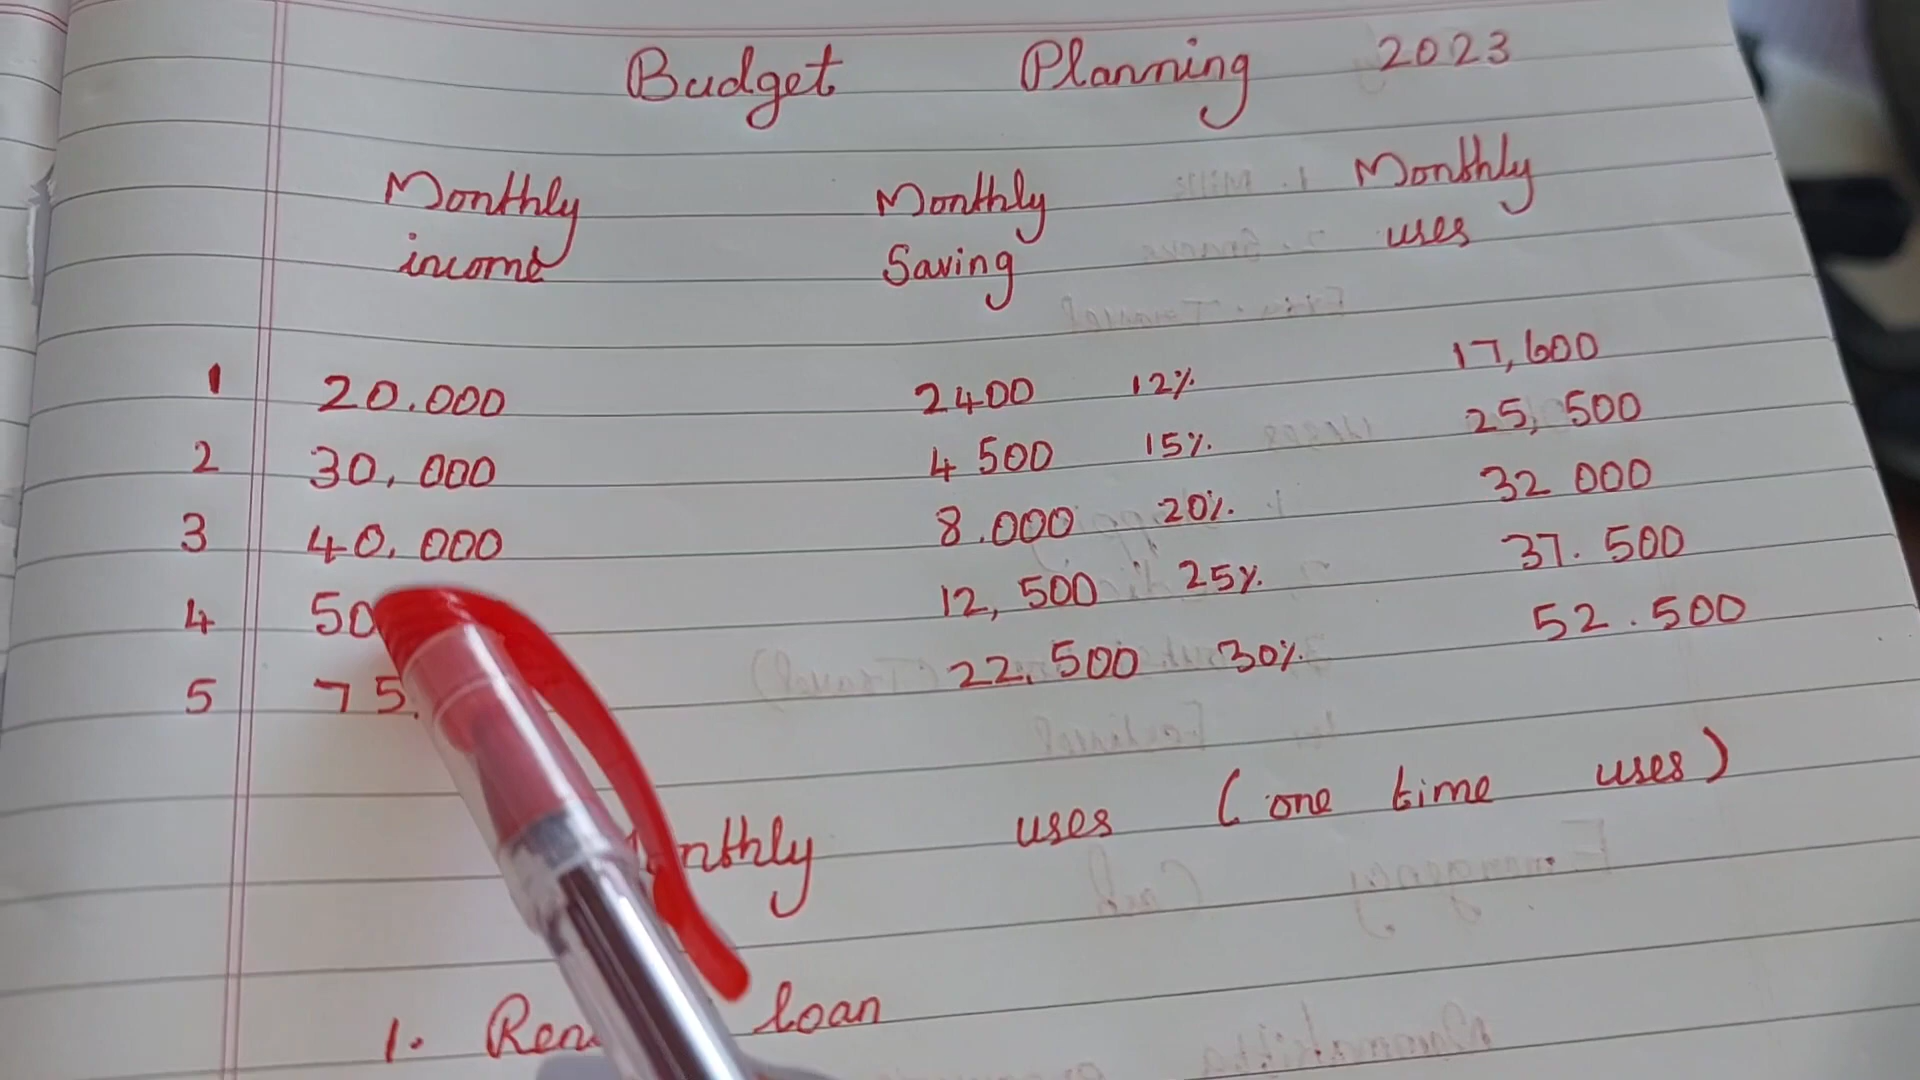 Budget Planning 2023
Monthly income Monthly Saving Monthly uses
1 20.000 2400 12% 17,600
2 30,000 4 500 15% 25,500
3 40,000 8.000 20% 32 000
4 50 12,500 25% 37.500
5 75. 22,500 30% 52.500
nthly uses (one time uses)
1. Ren loan